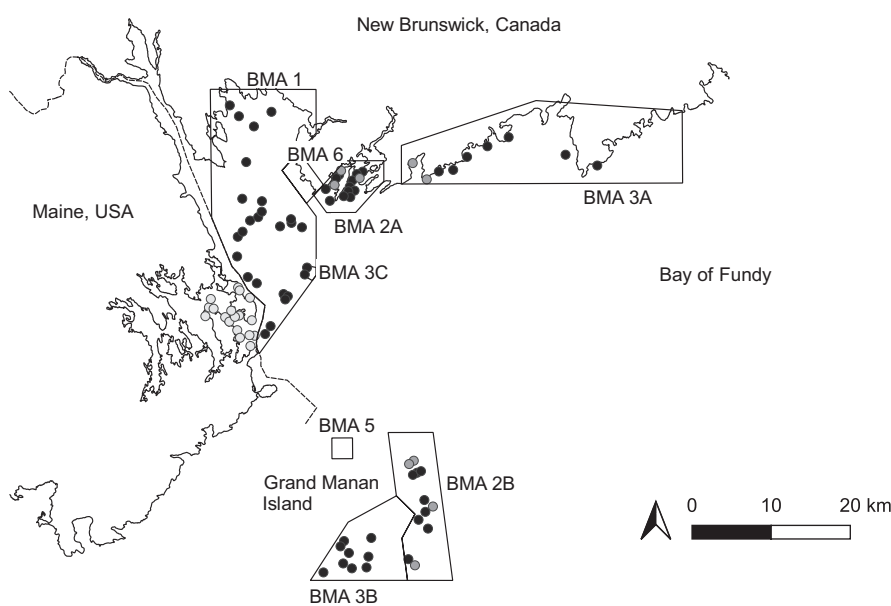 New Brunswick, Canada
BMA 1
BMA 6
BMA 3A
Maine, USA
BMA 2A
BMA 3C
Bay of Fundy
BMA 5
Grand Manan
Island
BMA 2B
0 10 20 km
BMA 3B